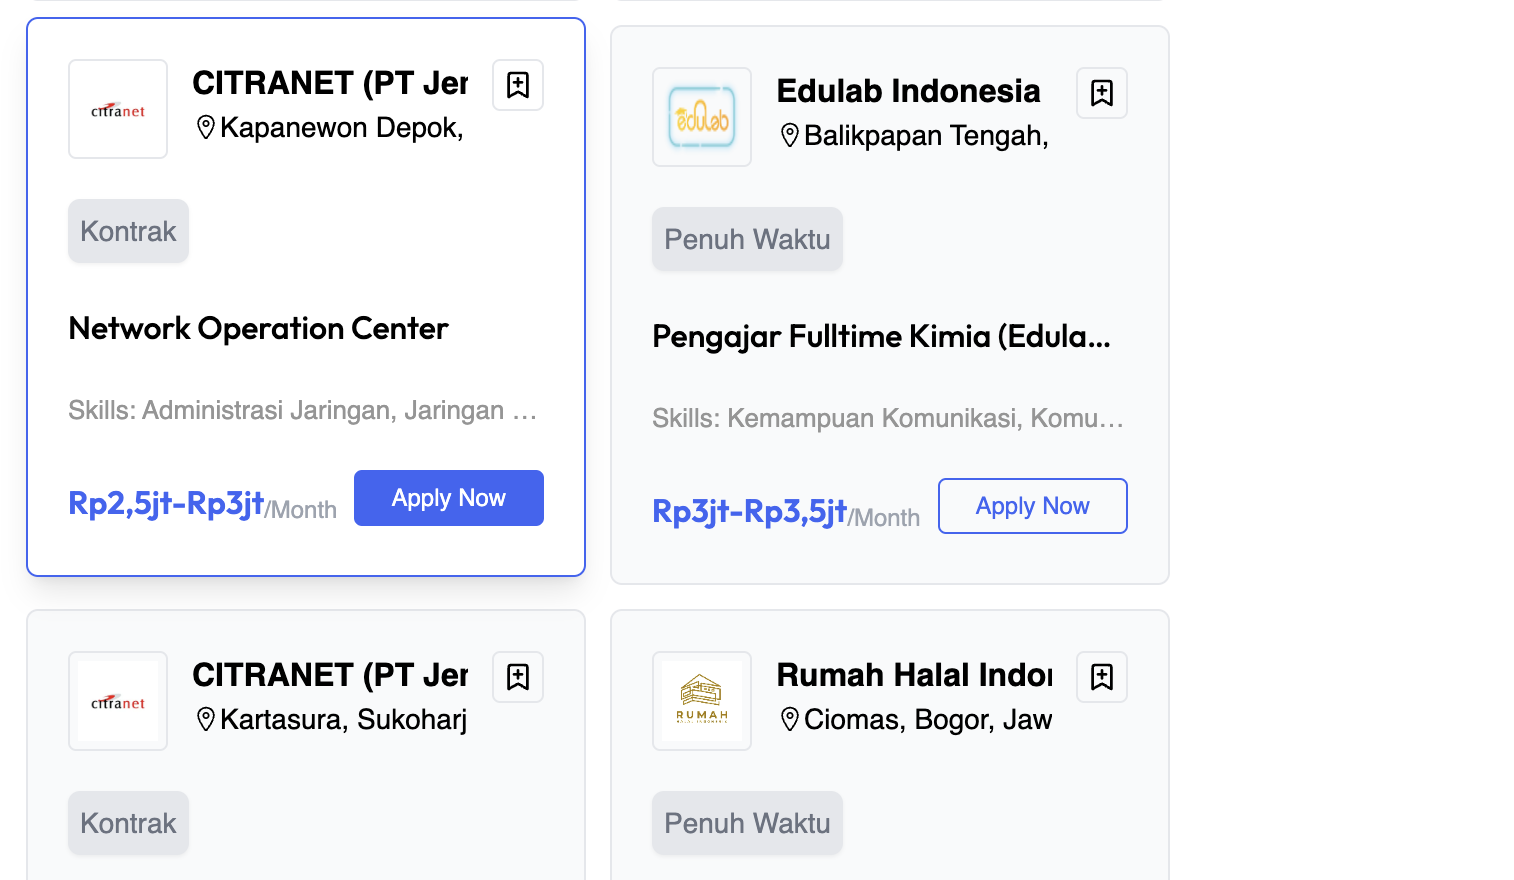 citranet
CITRANET (PT Jer
Kapanewon Depok,
Kontrak
Network Operation Center
Skills: Administrasi Jaringan, Jaringan ...
Rp2,5jt-Rp3jt/Month
Apply Now
edulab
Edulab Indonesia
Balikpapan Tengah,
Penuh Waktu
Pengajar Fulltime Kimia (Edula...
Skills: Kemampuan Komunikasi, Komu...
Rp3jt-Rp3,5jt/Month
Apply Now
citranet
CITRANET (PT Jer
Kartasura, Sukoharj
Kontrak
RUMAH
Rumah Halal Indo
Ciomas, Bogor, Jaw
Penuh Waktu